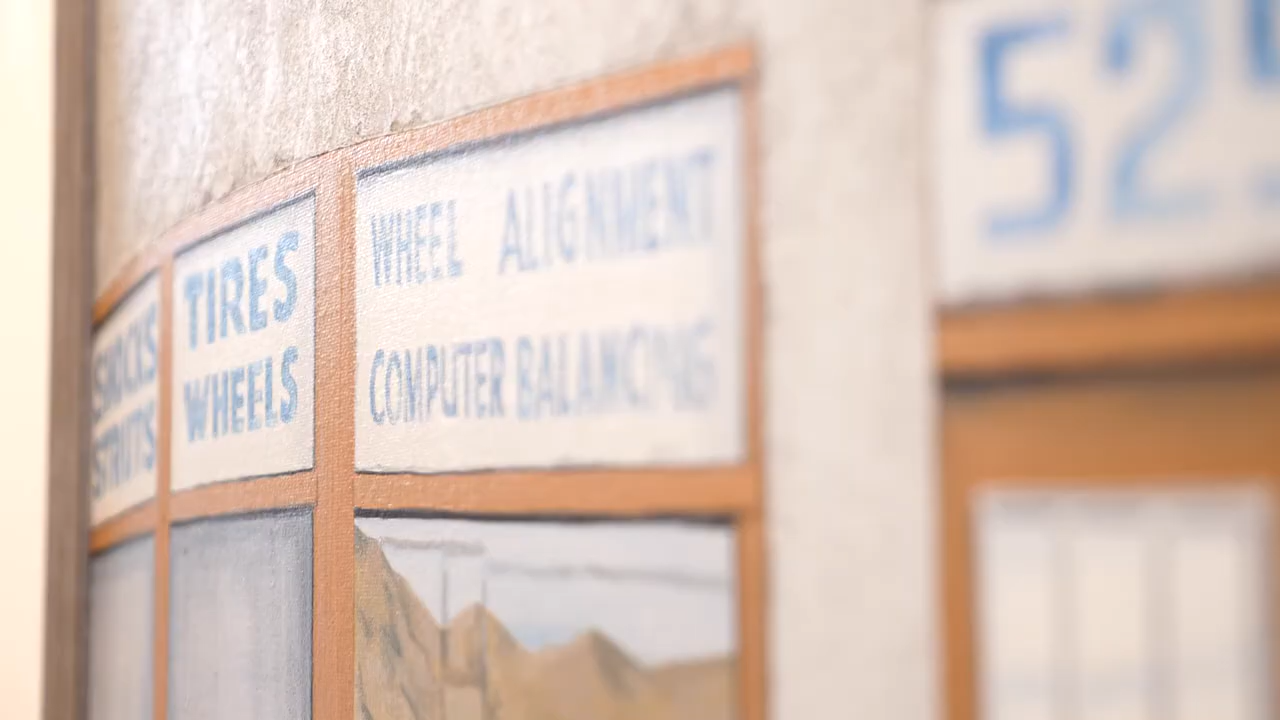 SHOCKS
STRUTS
TIRES
WHEELS
WHEEL ALIGNMENT
COMPUTER BALANCING
52